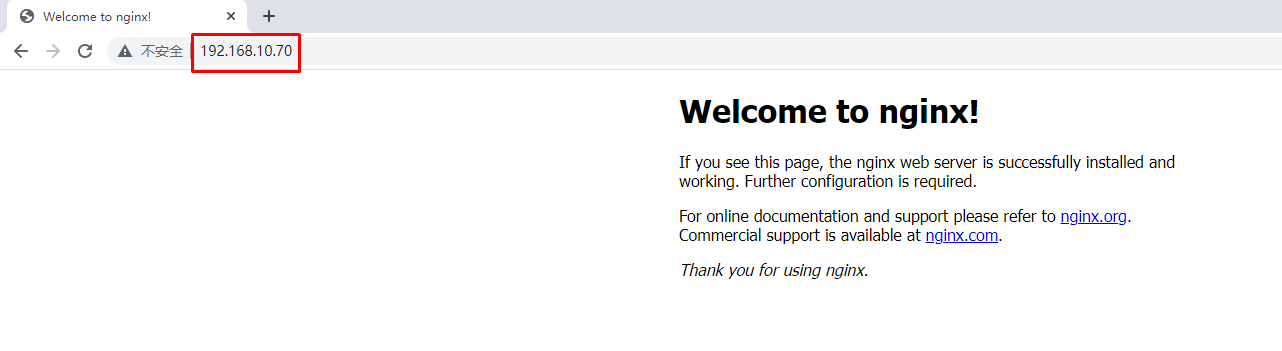 Welcome to nginx!
不安全 192.168.10.70
Welcome to nginx!
If you see this page, the nginx web server is successfully installed and
working. Further configuration is required.
For online documentation and support please refer to nginx.org.
Commercial support is available at nginx.com.
Thank you for using nginx.